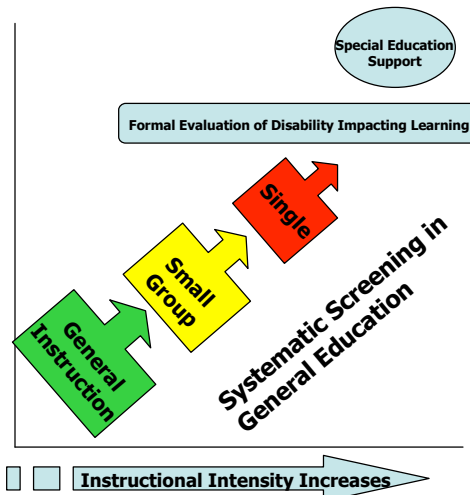 Special Education
Support
Formal Evaluation of Disability Impacting Learning
Single
Small
Group
General
Instruction
Systematic Screening in
General Education
Instructional Intensity Increases